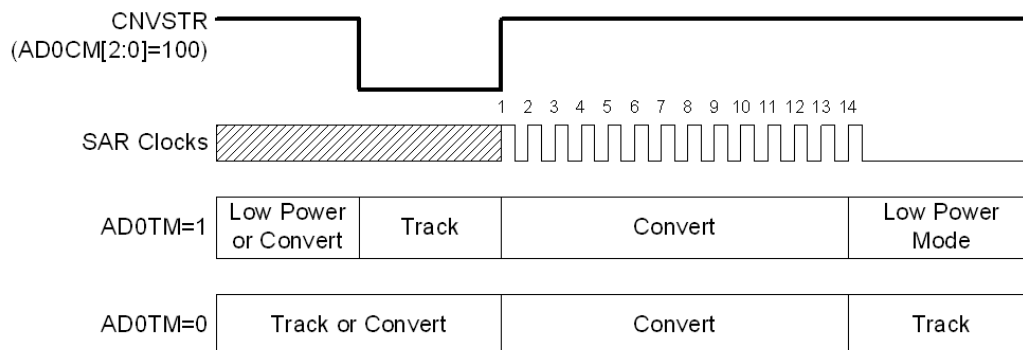 CNVSTR
(AD0CM[2:0]=100)
1 2 3 4 5 6 7 8 9 10 11 12 13 14
SAR Clocks
AD0TM=1
Low Power
or Convert
Track
Convert
Low Power
Mode
AD0TM=0
Track or Convert
Convert
Track